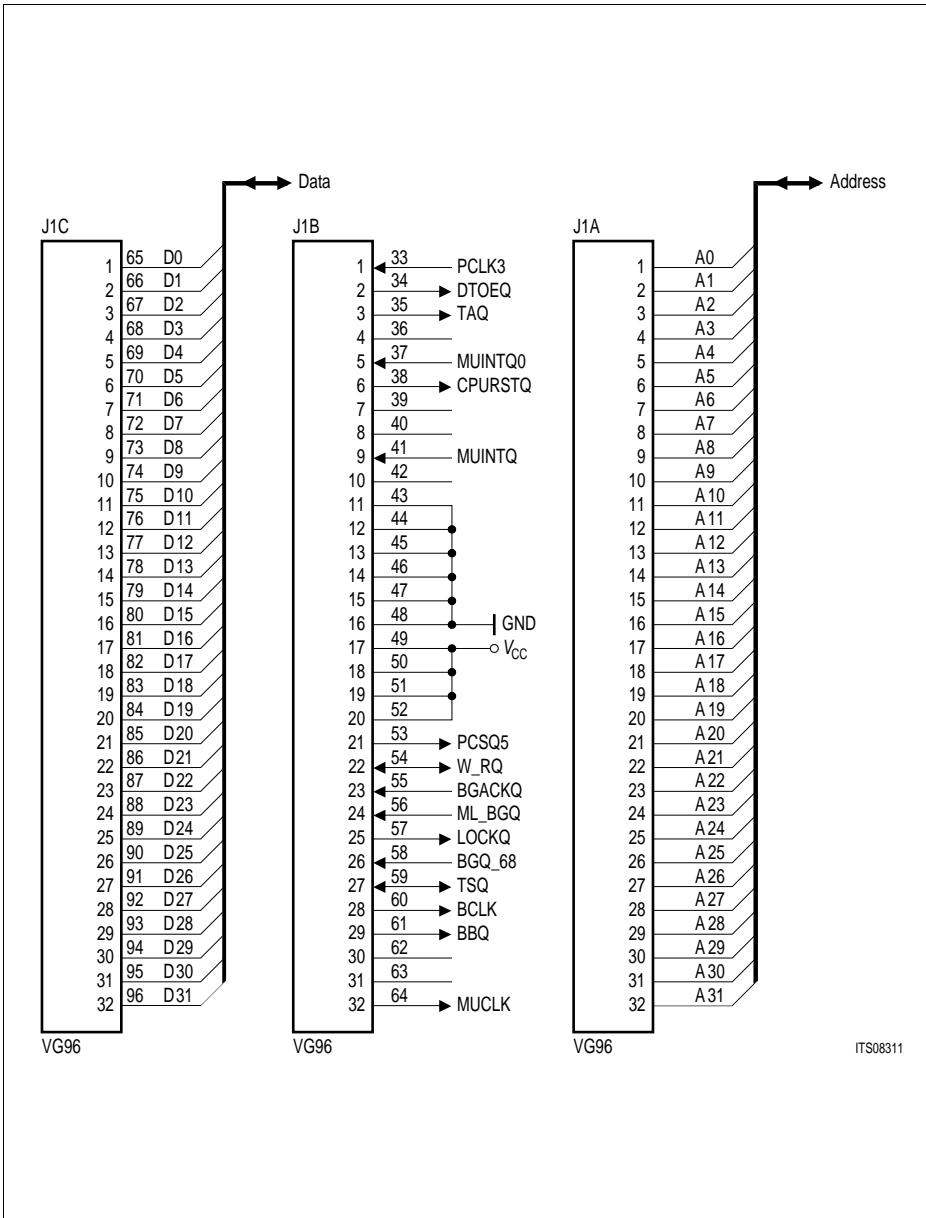 Data
Address
J1C
J1B
J1A
1 65 D0
2 66 D1
3 67 D2
4 68 D3
5 69 D4
6 70 D5
7 71 D6
8 72 D7
9 73 D8
10 74 D9
11 75 D10
12 76 D11
13 77 D12
14 78 D13
15 79 D14
16 80 D15
17 81 D16
18 82 D17
19 83 D18
20 84 D19
21 85 D20
22 86 D21
23 87 D22
24 88 D23
25 89 D24
26 90 D25
27 91 D26
28 92 D27
29 93 D28
30 94 D29
31 95 D30
32 96 D31
VG96
1 33 PCLK3
2 34 DTOEQ
3 35 TAQ
4 36
5 37 MUINTQ0
6 38 CPURSTQ
7 39
8 40
9 41 MUINTQ
10 42
11 43
12 44
13 45
14 46
15 47
16 48 GND
17 49 VCC
18 50
19 51
20 52
21 53 PCSQ5
22 54 W_RQ
23 55 BGACKQ
24 56 ML_BGQ
25 57 LOCKQ
26 58 BGQ_68
27 59 TSQ
28 60 BCLK
29 61 BBQ
30 62
31 63
32 64 MUCLK
VG96
1 A0
2 A1
3 A2
4 A3
5 A4
6 A5
7 A6
8 A7
9 A8
10 A9
11 A10
12 A11
13 A12
14 A13
15 A14
16 A15
17 A16
18 A17
19 A18
20 A19
21 A20
22 A21
23 A22
24 A23
25 A24
26 A25
27 A26
28 A27
29 A28
30 A29
31 A30
32 A31
VG96
ITS08311